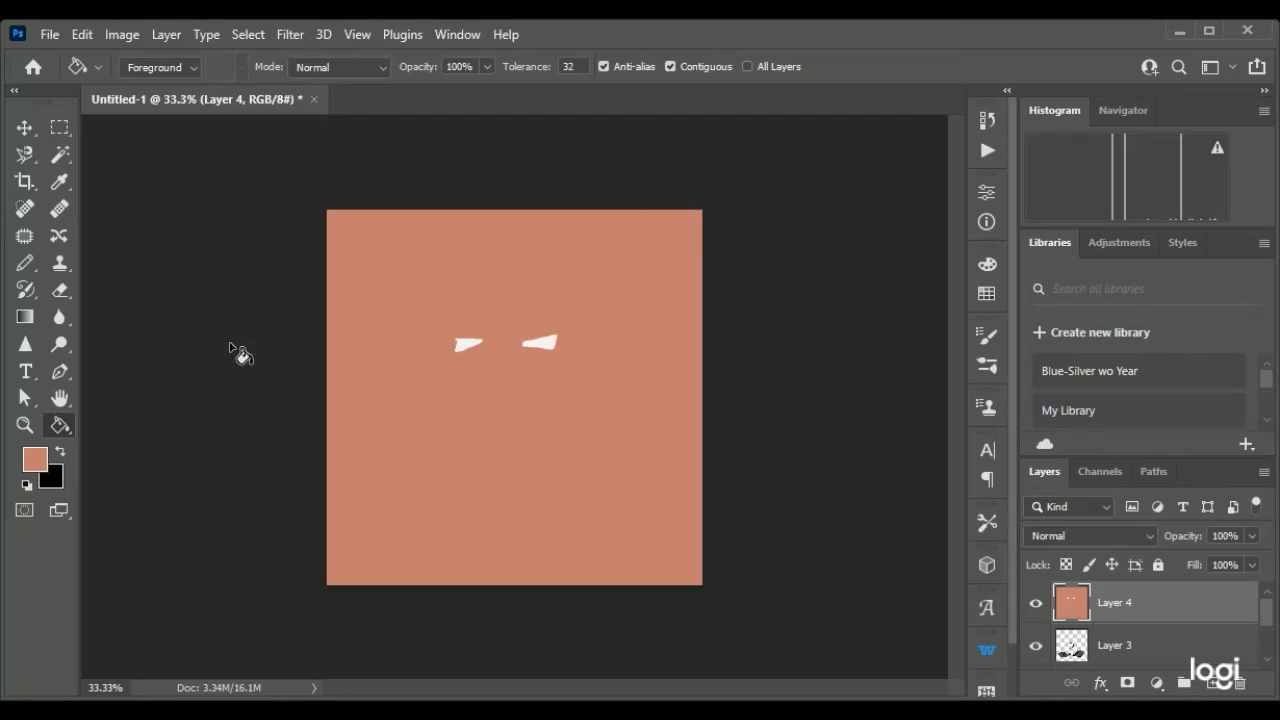 Ps File Edit Image Layer Type Select Filter 3D View Plugins Window Help
Foreground Mode: Normal Opacity: 100% Tolerance: 32 Anti-alias Contiguous All Layers
Untitled-1 @ 33.3% (Layer 4, RGB/8#) *
Histogram Navigator
Libraries Adjustments Styles
Search all libraries
Create new library
Blue-Silver wo Year
My Library
Layers Channels Paths
Kind
Normal Opacity: 100%
Lock: Fill: 100%
Layer 4
Layer 3
33.33% Doc: 3.34M/16.1M
logi